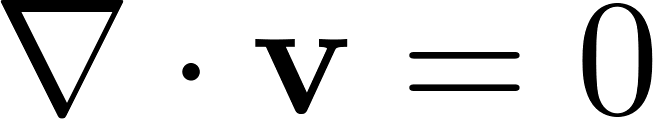 ∇ · 𝐯 = 0